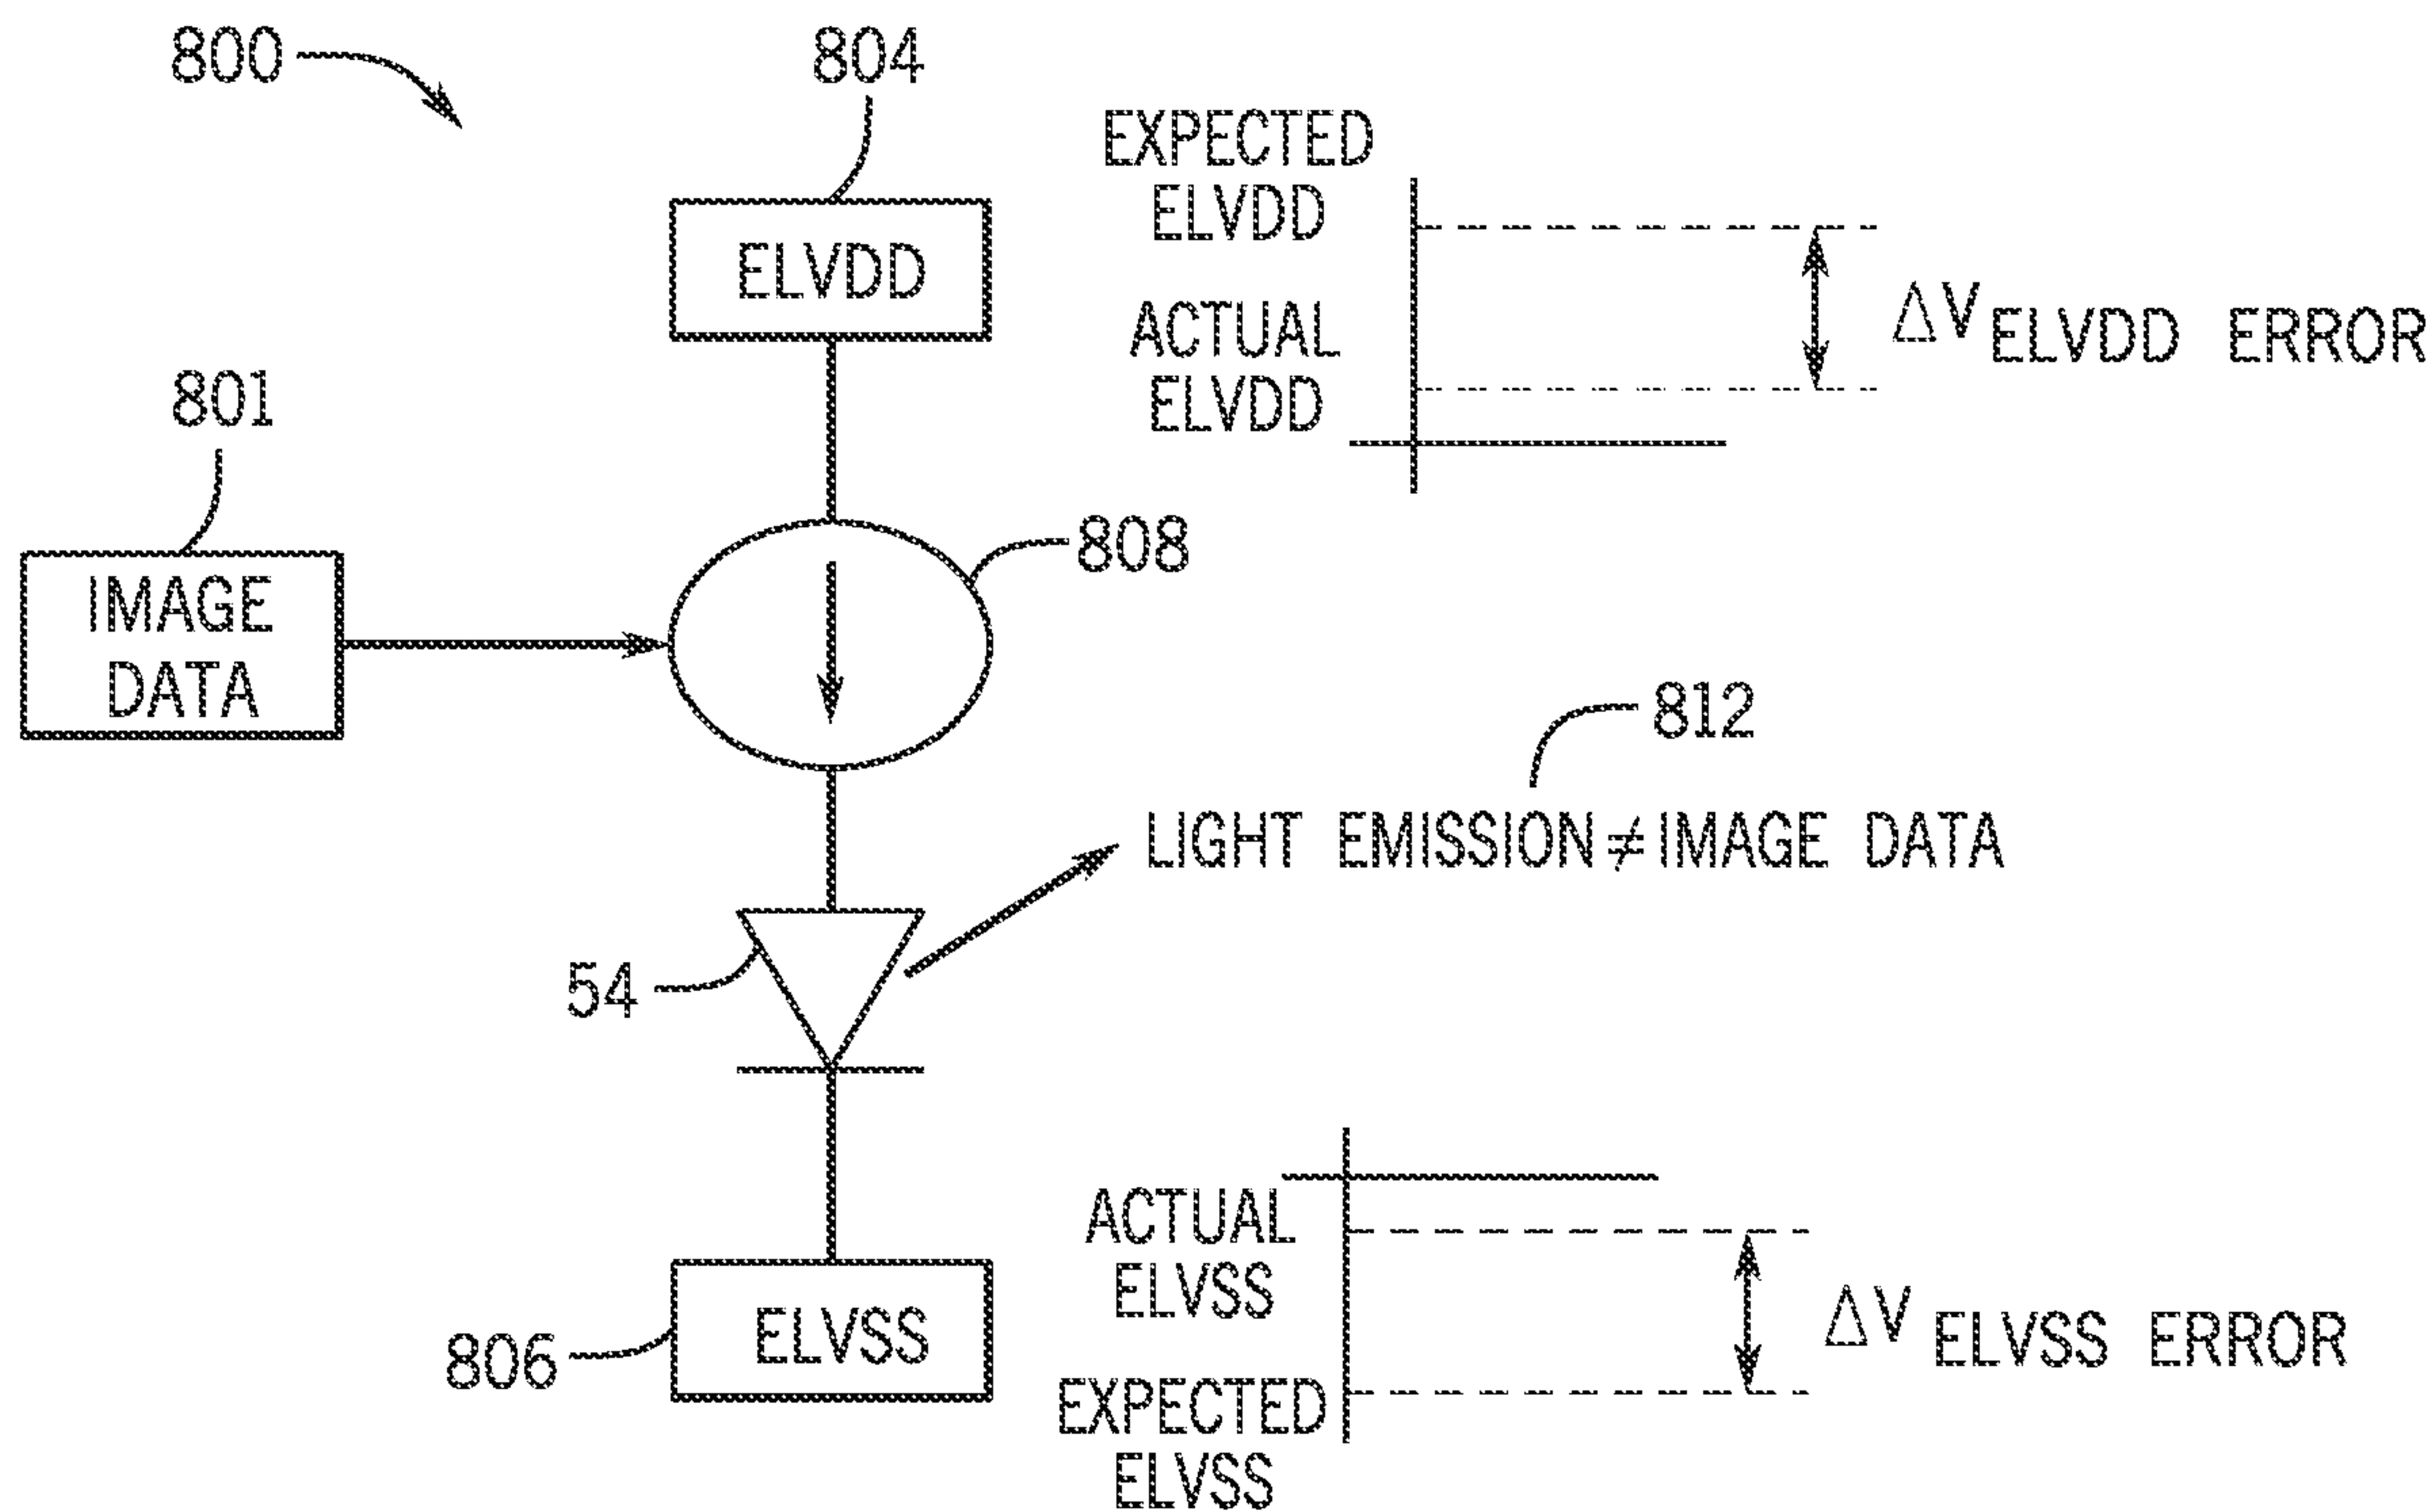 800
804
EXPECTED
ELVDD
ELVDD
ACTUAL
ELVDD
ΔV ELVDD ERROR
801
IMAGE
DATA
808
812
LIGHT EMISSION ≠ IMAGE DATA
54
ACTUAL
ELVSS
ELVSS
806
ΔV ELVSS ERROR
EXPECTED
ELVSS